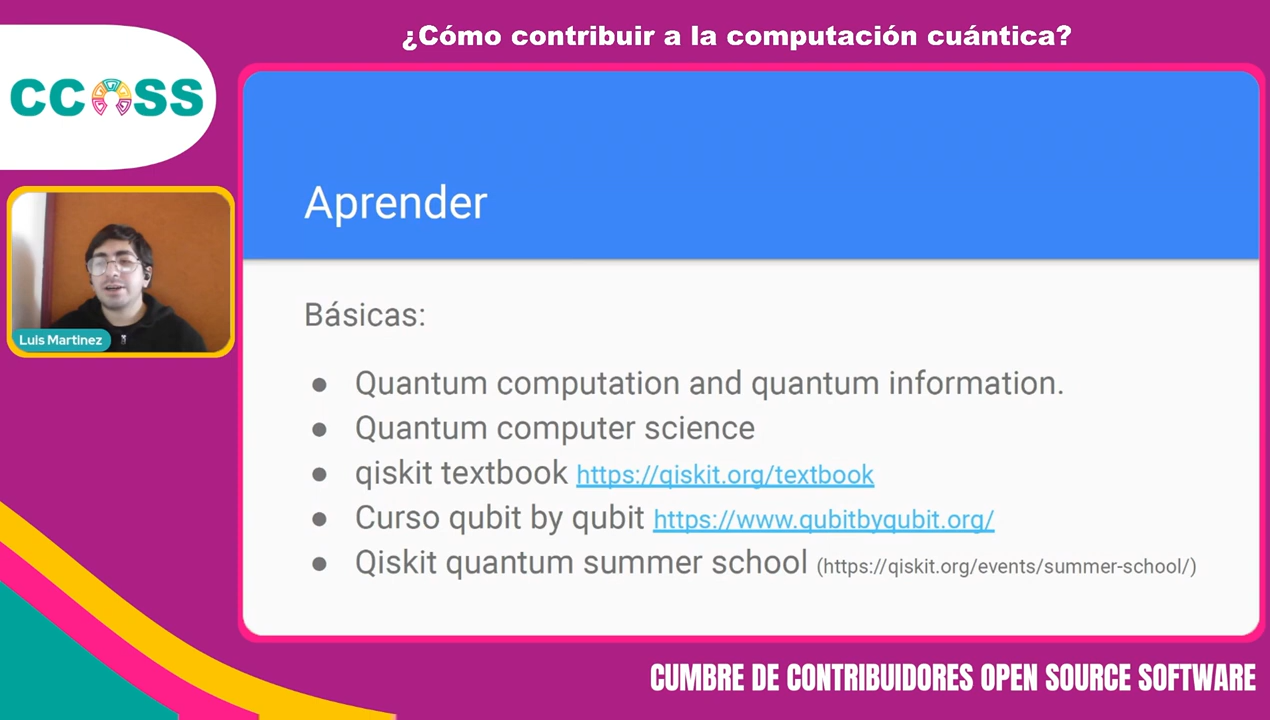 ¿Cómo contribuir a la computación cuántica?
CCOSS
Aprender
Luis Martinez
Básicas:
● Quantum computation and quantum information.
● Quantum computer science
● qiskit textbook https://qiskit.org/textbook
● Curso qubit by qubit https://www.qubitbyqubit.org/
● Qiskit quantum summer school (https://qiskit.org/events/summer-school/)
CUMBRE DE CONTRIBUIDORES OPEN SOURCE SOFTWARE